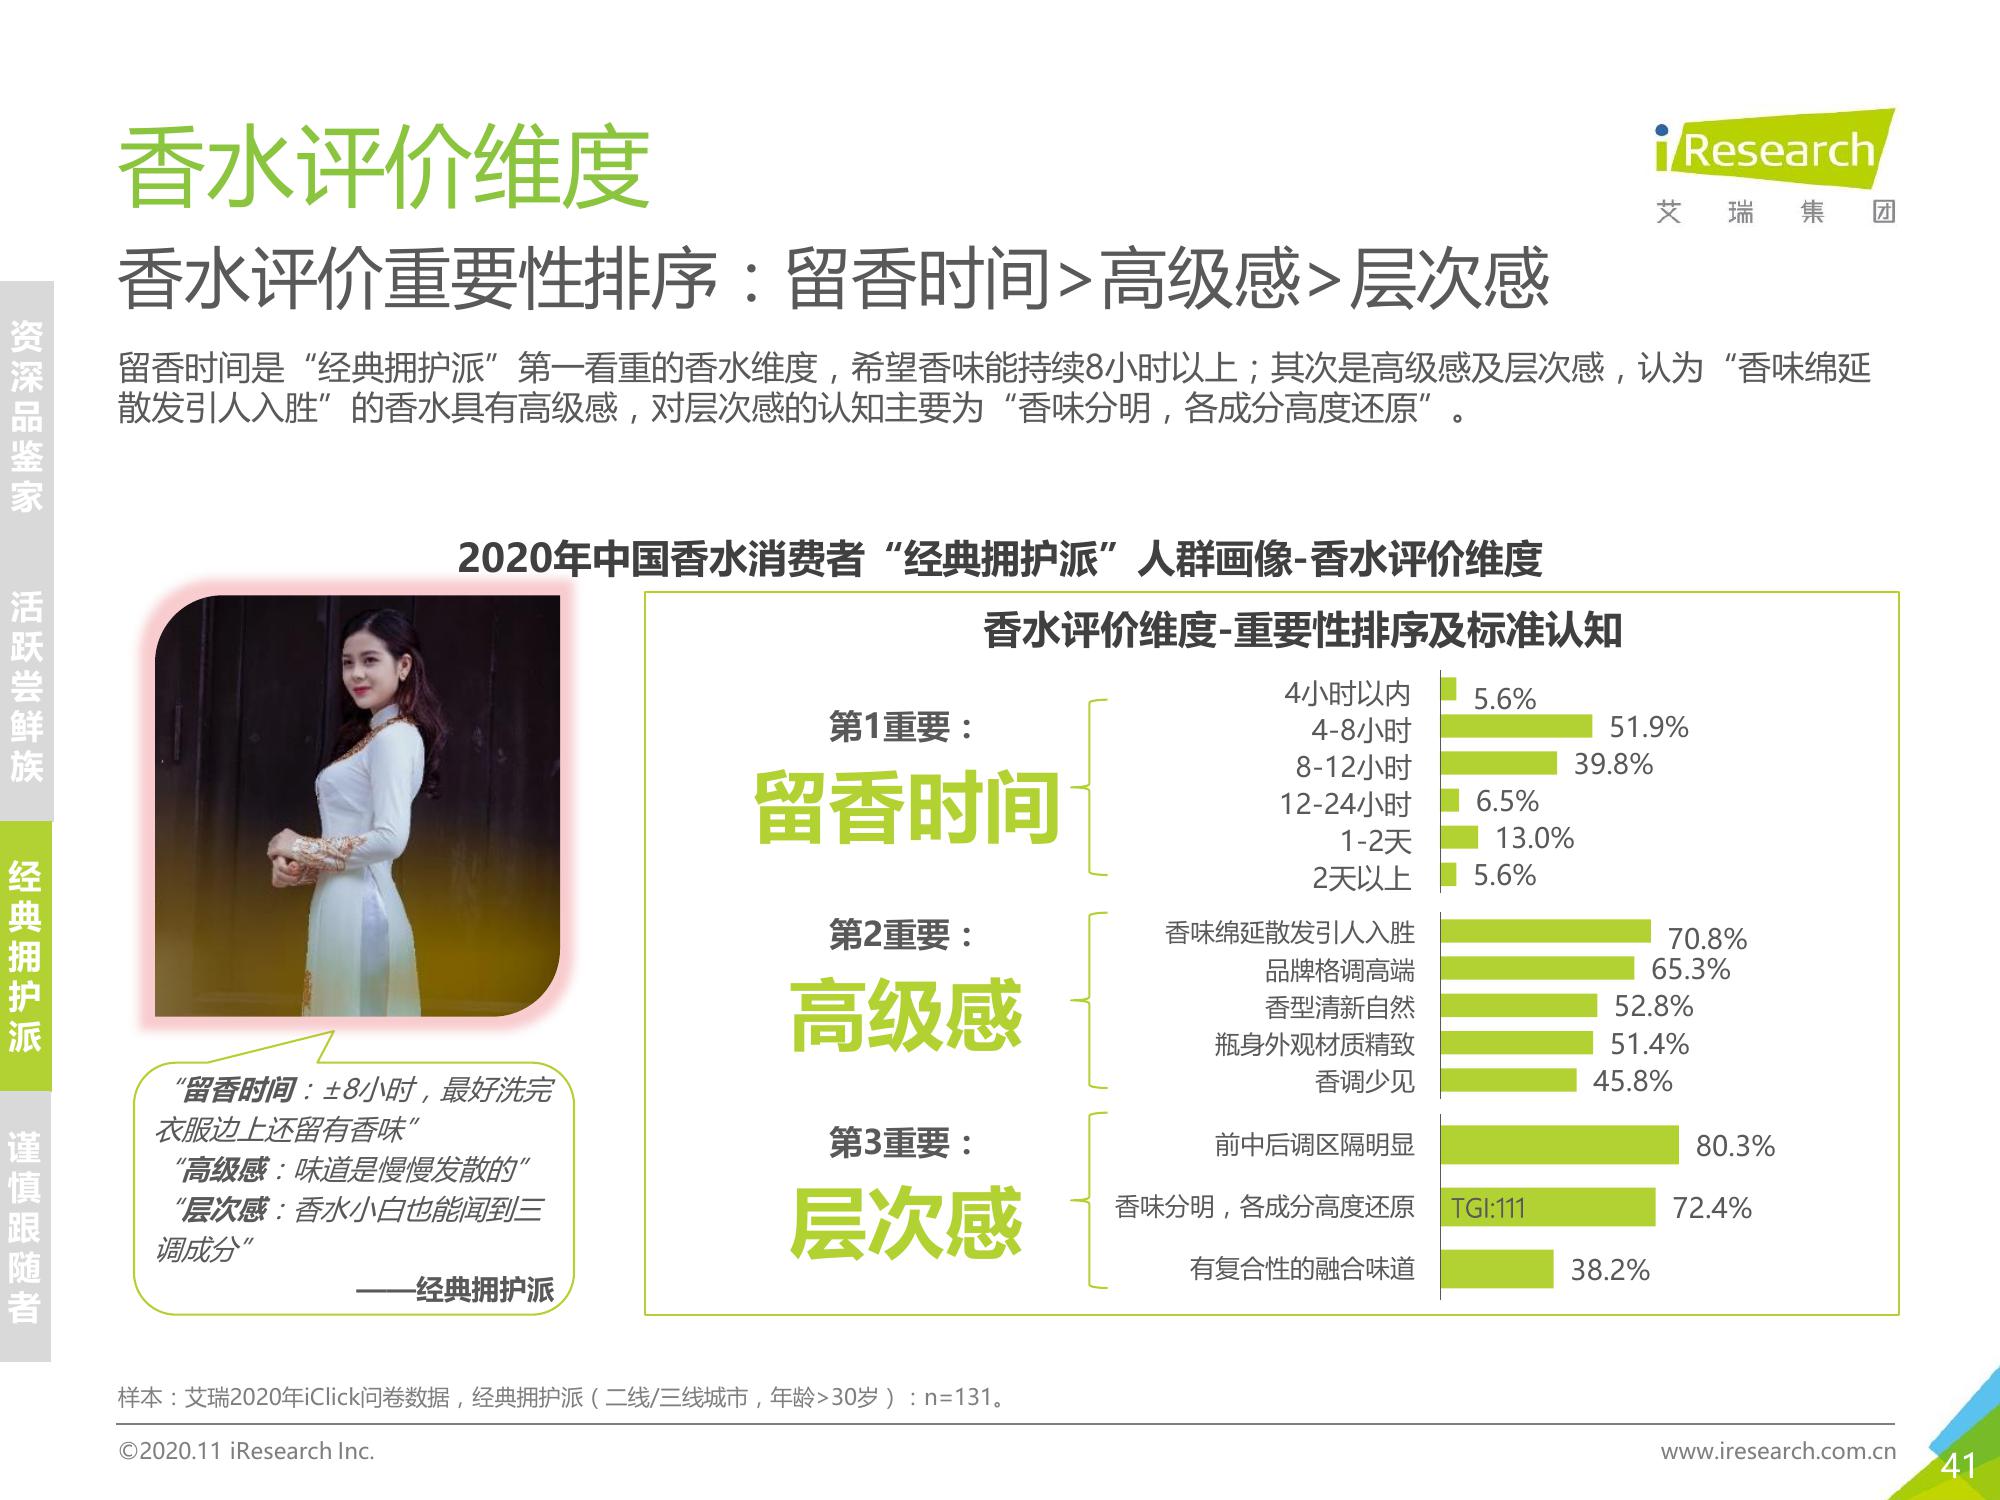 香水评价维度
iResearch
艾瑞集团
香水评价重要性排序：留香时间>高级感>层次感
留香时间是“经典拥护派”第一看重的香水维度，希望香味能持续8小时以上；其次是高级感及层次感，认为“香味绵延
散发引人入胜”的香水具有高级感，对层次感的认知主要为“香味分明，各成分高度还原”。
资深品鉴家
活跃尝鲜族
经典拥护派
谨慎跟随者
2020年中国香水消费者“经典拥护派”人群画像-香水评价维度
“留香时间：±8小时，最好洗完
衣服边上还留有香味”
“高级感：味道是慢慢发散的”
“层次感：香水小白也能闻到三
调成分”
——经典拥护派
香水评价维度-重要性排序及标准认知
第1重要：
留香时间
4小时以内 5.6%
4-8小时 51.9%
8-12小时 39.8%
12-24小时 6.5%
1-2天 13.0%
2天以上 5.6%
第2重要：
高级感
香味绵延散发引人入胜 70.8%
品牌格调高端 65.3%
香型清新自然 52.8%
瓶身外观材质精致 51.4%
香调少见 45.8%
第3重要：
层次感
前中后调区隔明显 80.3%
香味分明，各成分高度还原 TGI:111 72.4%
有复合性的融合味道 38.2%
样本：艾瑞2020年iClick问卷数据，经典拥护派（二线/三线城市，年龄>30岁）：n=131。
©2020.11 iResearch Inc.
www.iresearch.com.cn
41